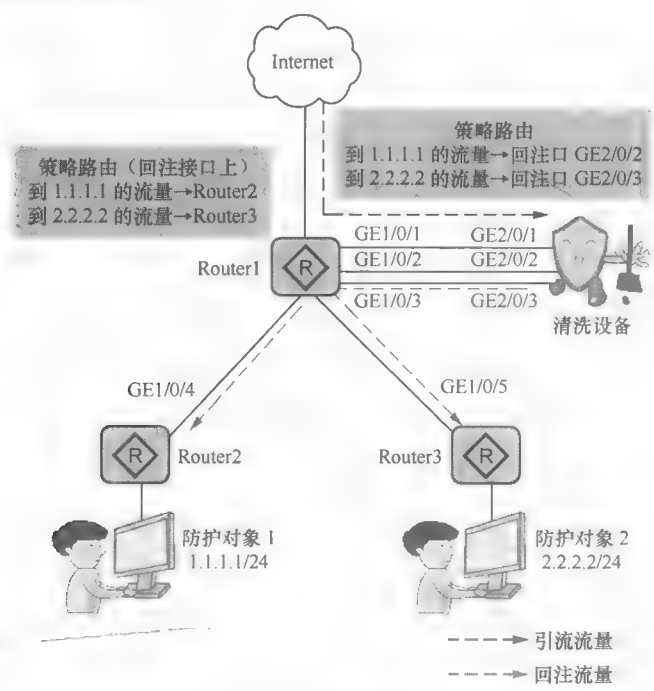 Internet
策略路由
到 1.1.1.1 的流量→回注口 GE2/0/2
到 2.2.2.2 的流量→回注口 GE2/0/3
策略路由（回注接口上）
到 1.1.1.1 的流量→Router2
到 2.2.2.2 的流量→Router3
GE1/0/1 GE2/0/1
GE1/0/2 GE2/0/2
Router1
R
GE1/0/3 GE2/0/3
清洗设备
GE1/0/4 GE1/0/5
R Router2 Router3 R
防护对象 1
1.1.1.1/24
防护对象 2
2.2.2.2/24
引流流量
回注流量